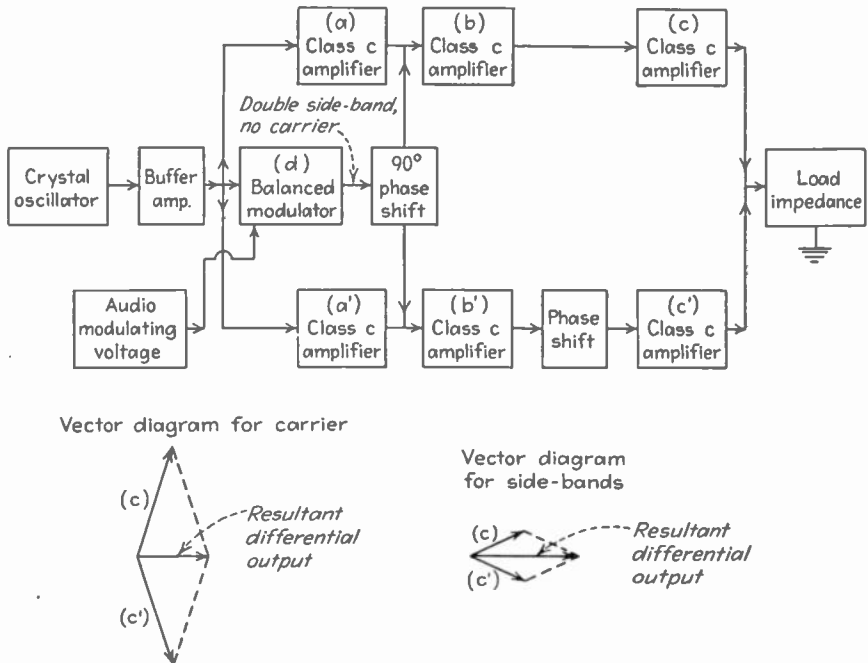 (a)
Class c
amplifier
(b)
Class c
amplifier
(c)
Class c
amplifier
Double side-band,
no carrier
Crystal
oscillator
Buffer
amp.
(d)
Balanced
modulator
90°
phase
shift
Load
impedance
Audio
modulating
voltage
(a')
Class c
amplifier
(b')
Class c
amplifier
Phase
shift
(c')
Class c
amplifier
Vector diagram for carrier
(c)
Resultant
differential
output
(c')
Vector diagram
for side-bands
(c)
Resultant
differential
output
(c')